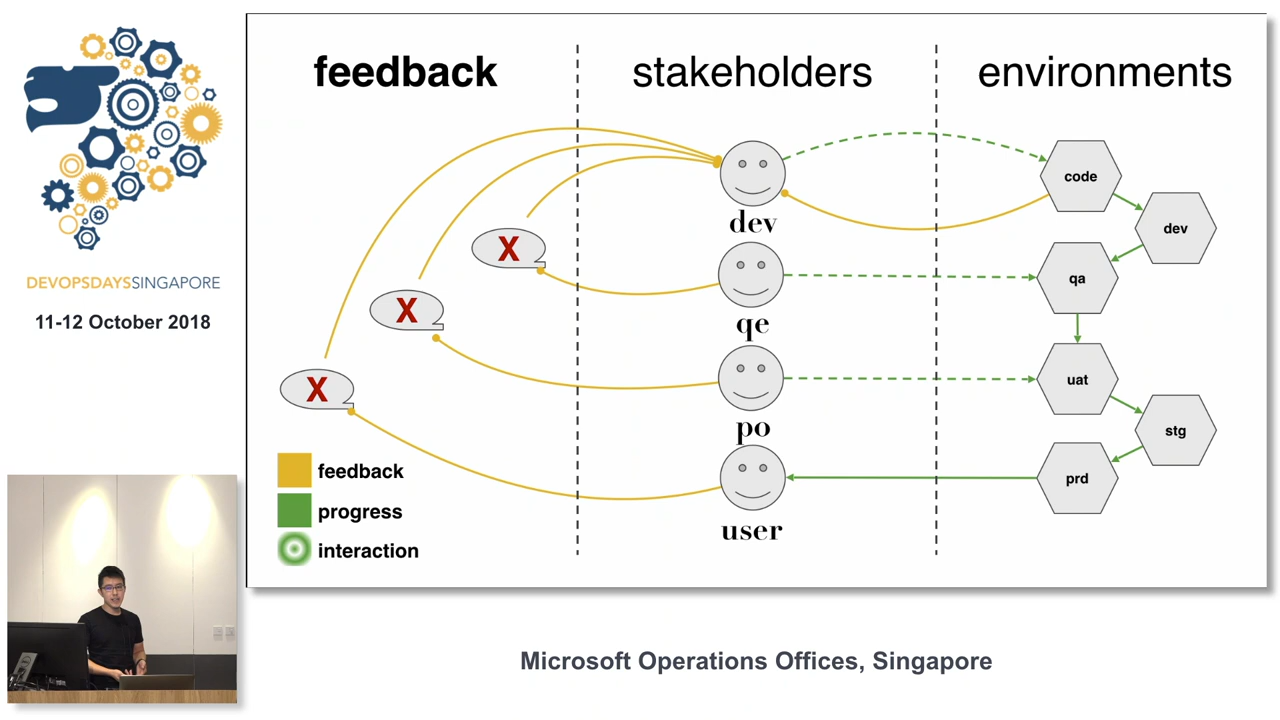 DEVOPSDAYSSINGAPORE
11-12 October 2018
feedback
stakeholders
environments
X
X
X
dev
qe
po
user
code
dev
qa
uat
stg
prd
feedback
progress
interaction
Microsoft Operations Offices, Singapore